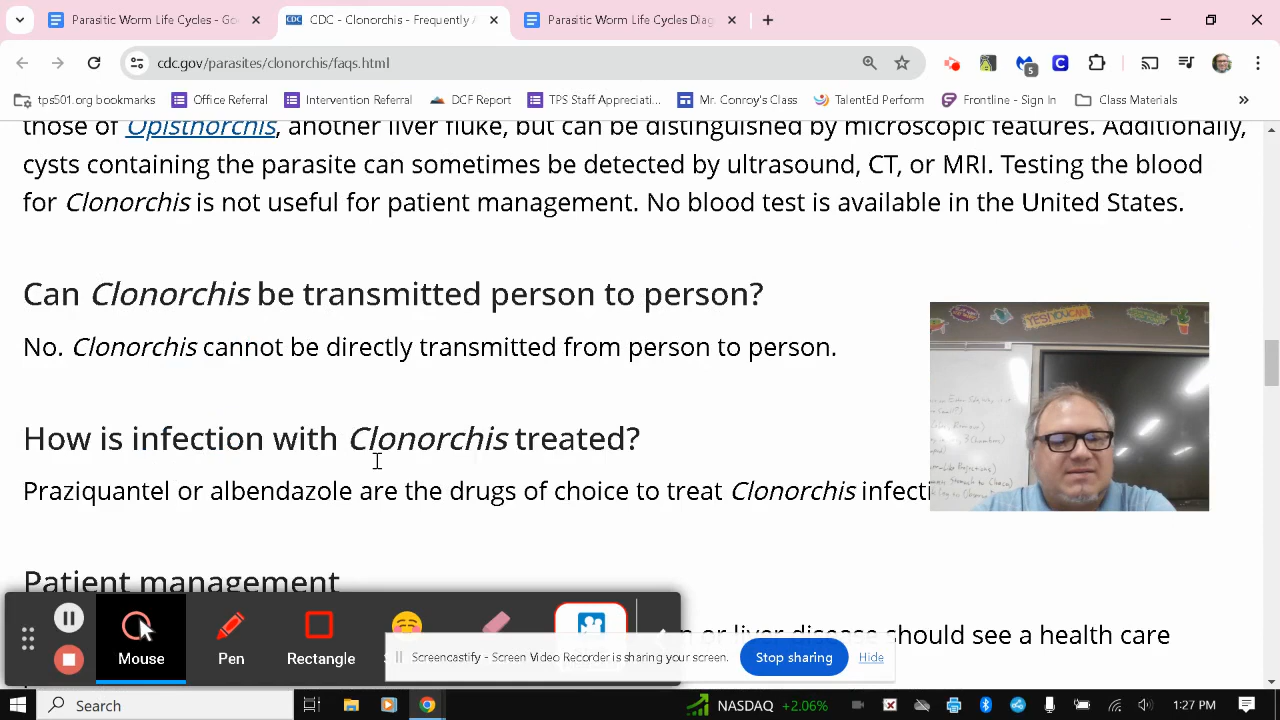 Parasitic Worm Life Cycles - Go
CDC - Clonorchis - Frequently A
Parasitic Worm Life Cycles Diag
cdc.gov/parasites/clonorchis/faqs.html
5
tps501.org bookmarks
Office Referral
Intervention Referral
DCF Report
TPS Staff Appreciati...
Mr. Conroy's Class
TalentEd Perform
Frontline - Sign In
Class Materials
those of Opisthorchis, another liver fluke, but can be distinguished by microscopic features. Additionally,
cysts containing the parasite can sometimes be detected by ultrasound, CT, or MRI. Testing the blood
for Clonorchis is not useful for patient management. No blood test is available in the United States.
Can Clonorchis be transmitted person to person?
No. Clonorchis cannot be directly transmitted from person to person.
YES! YOU CAN!
How is infection with Clonorchis treated?
Praziquantel or albendazole are the drugs of choice to treat Clonorchis infecti
Patient management
n or liver disease should see a health care
Mouse
Pen
Rectangle
Screencastify - Screen Video Recorder is sharing your screen.
Stop sharing
Hide
Search
NASDAQ +2.06%
1:27 PM